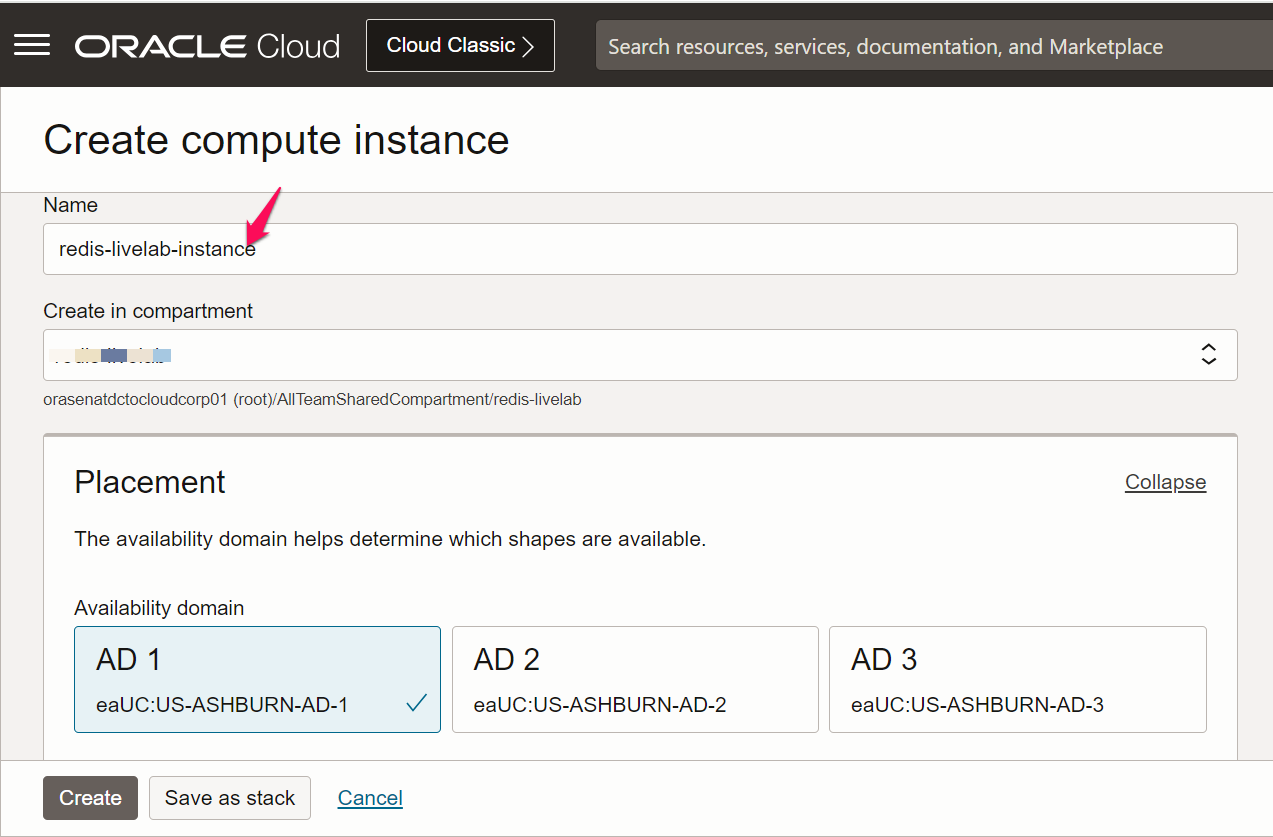 ORACLE Cloud
Cloud Classic
Search resources, services, documentation, and Marketplace
Create compute instance
Name
redis-livelab-instance
Create in compartment
orasenatdctocloudcorp01 (root)/AllTeamSharedCompartment/redis-livelab
Placement
Collapse
The availability domain helps determine which shapes are available.
Availability domain
AD 1
eaUC:US-ASHBURN-AD-1
AD 2
eaUC:US-ASHBURN-AD-2
AD 3
eaUC:US-ASHBURN-AD-3
Create
Save as stack
Cancel